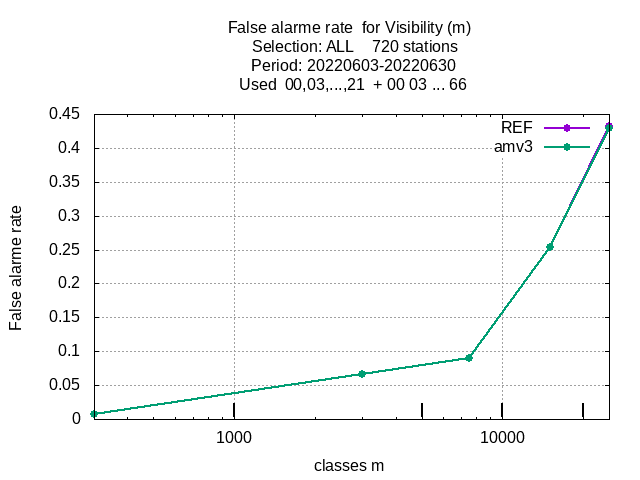 False alarme rate  for Visibility (m)
Selection: ALL    720 stations
Period: 20220603-20220630
Used  00,03,...,21  + 00 03 ... 66
REF
amv3
0.45
0.4
0.35
0.3
0.25
0.2
0.15
0.1
0.05
0
False alarme rate
1000
10000
classes m